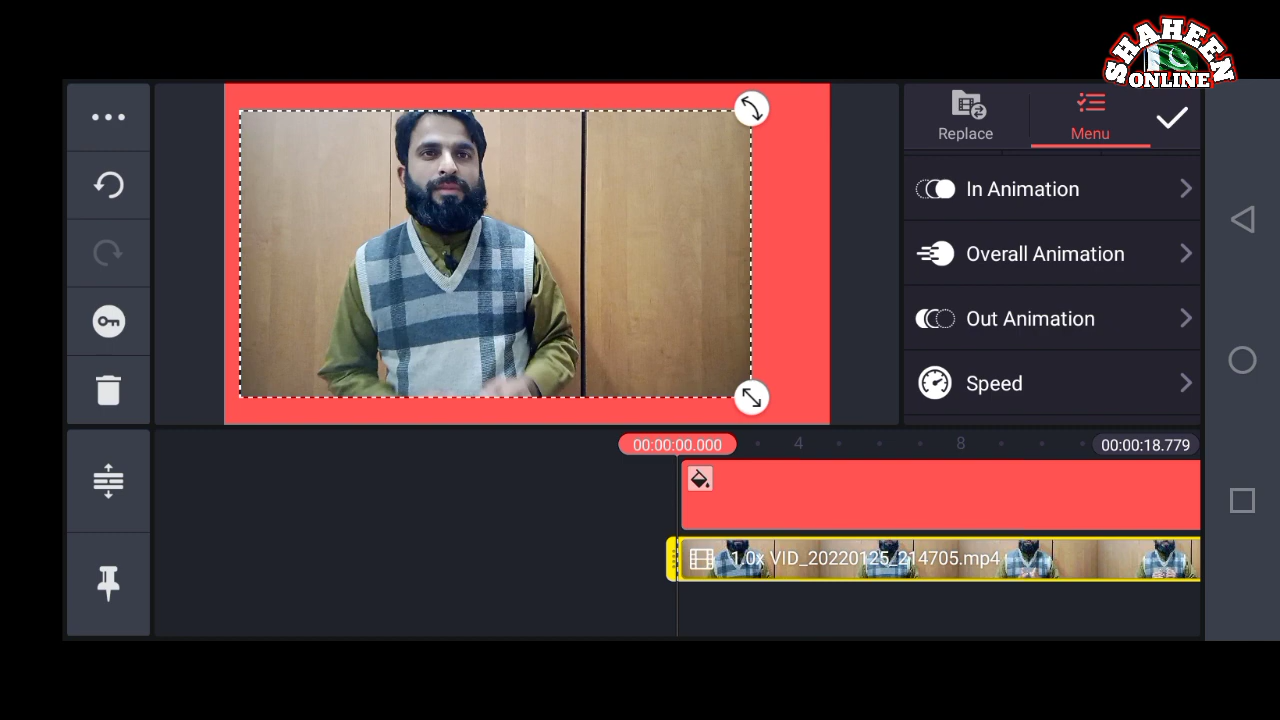 SHAHEEN
ONLINE
Replace
Menu
In Animation
Overall Animation
Out Animation
Speed
00:00:00.000
4
8
00:00:18.779
1.0x VID_20220125_214705.mp4